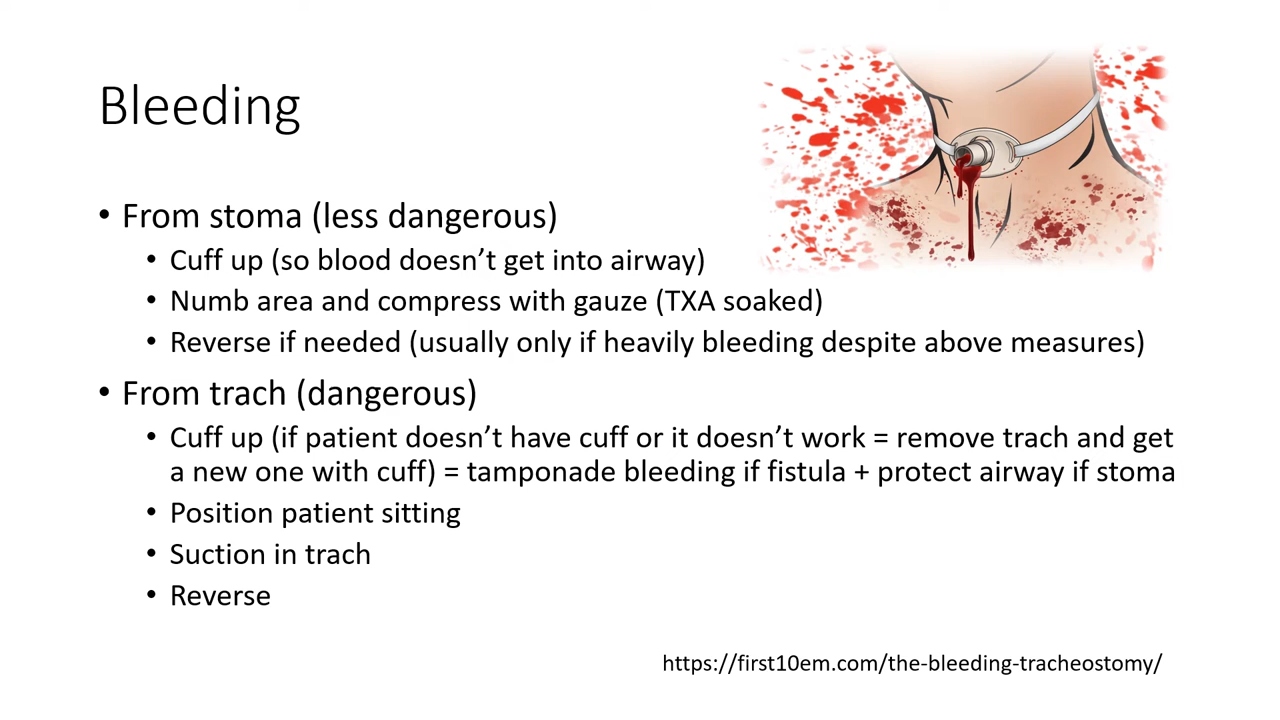 Bleeding
• From stoma (less dangerous)
• Cuff up (so blood doesn’t get into airway)
• Numb area and compress with gauze (TXA soaked)
• Reverse if needed (usually only if heavily bleeding despite above measures)
• From trach (dangerous)
• Cuff up (if patient doesn’t have cuff or it doesn’t work = remove trach and get
a new one with cuff) = tamponade bleeding if fistula + protect airway if stoma
• Position patient sitting
• Suction in trach
• Reverse
https://first10em.com/the-bleeding-tracheostomy/